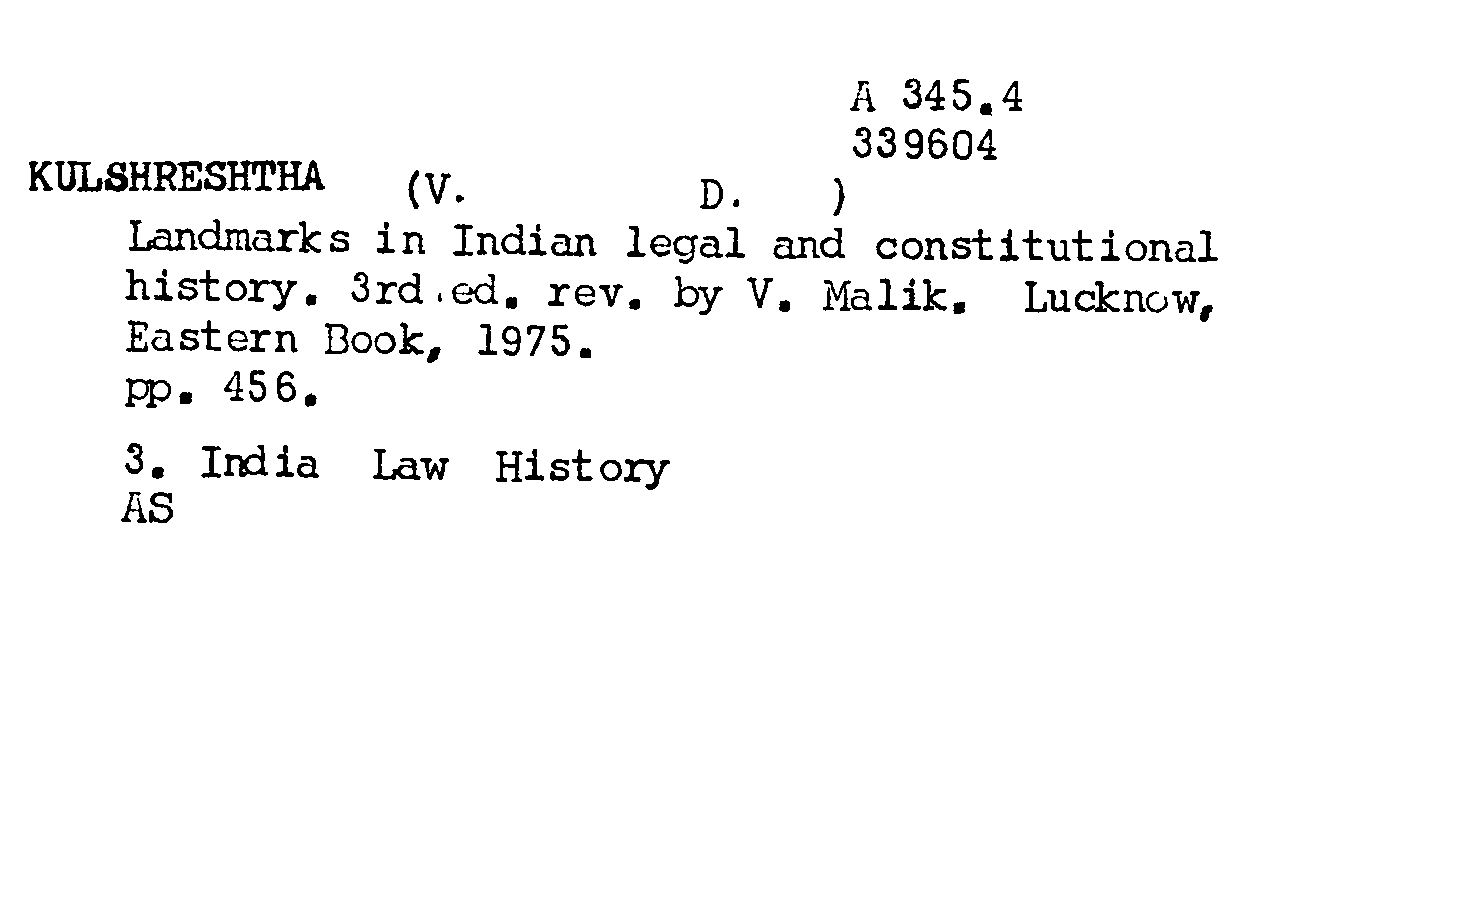 A 345.4
339604
KULSHRESHTHA (V. D. )
Landmarks in Indian legal and constitutional
history. 3rd.ed. rev. by V. Malik. Lucknow,
Eastern Book, 1975.
pp. 456.
3. India Law History
AS